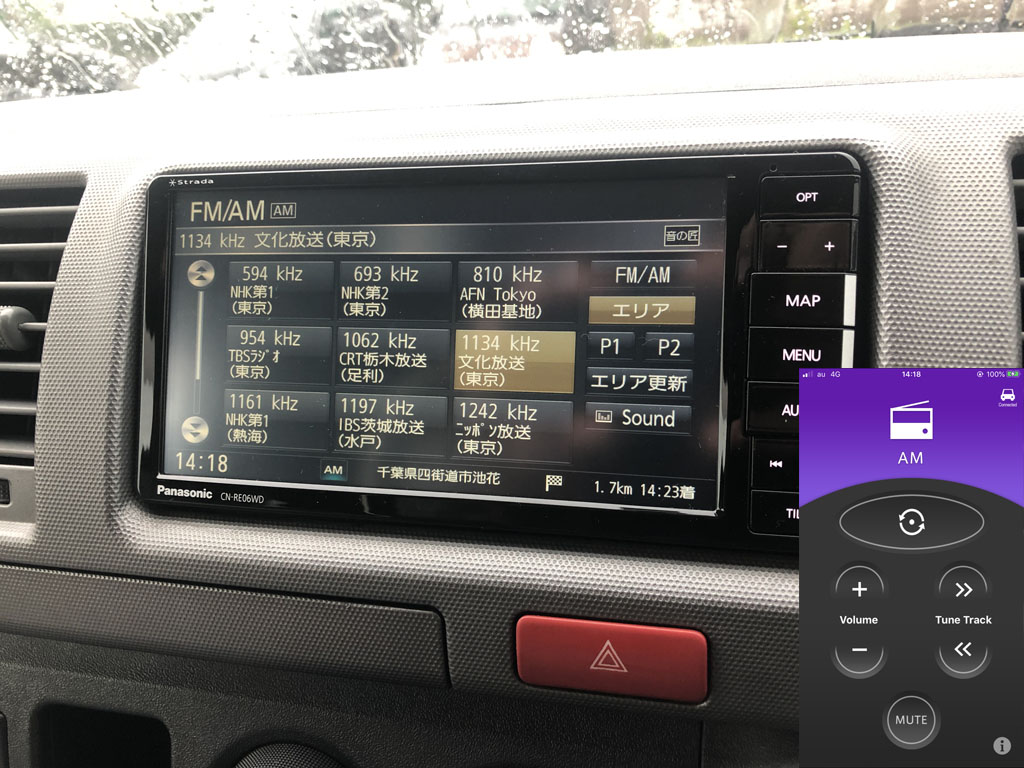 Strada
FM/AM AM
1134 kHz 文化放送(東京) 音の匠
594 kHz
NHK第1
(東京)
693 kHz
NHK第2
(東京)
810 kHz
AFN Tokyo
(横田基地)
FM/AM
エリア
954 kHz
TBSﾗｼﾞｵ
(東京)
1062 kHz
CRT栃木放送
(足利)
1134 kHz
文化放送
(東京)
P1 P2
エリア更新
1161 kHz
NHK第1
(熱海)
1197 kHz
IBS茨城放送
(水戸)
1242 kHz
ﾆｯﾎﾟﾝ放送
(東京)
Sound
14:18 AM 千葉県四街道市池花 1.7km 14:23着
Panasonic CN-RE06WD
OPT
- +
MAP
MENU
AU
TIL
au 4G 14:18 100%
Connected
AM
+
Volume
-
Tune Track
MUTE